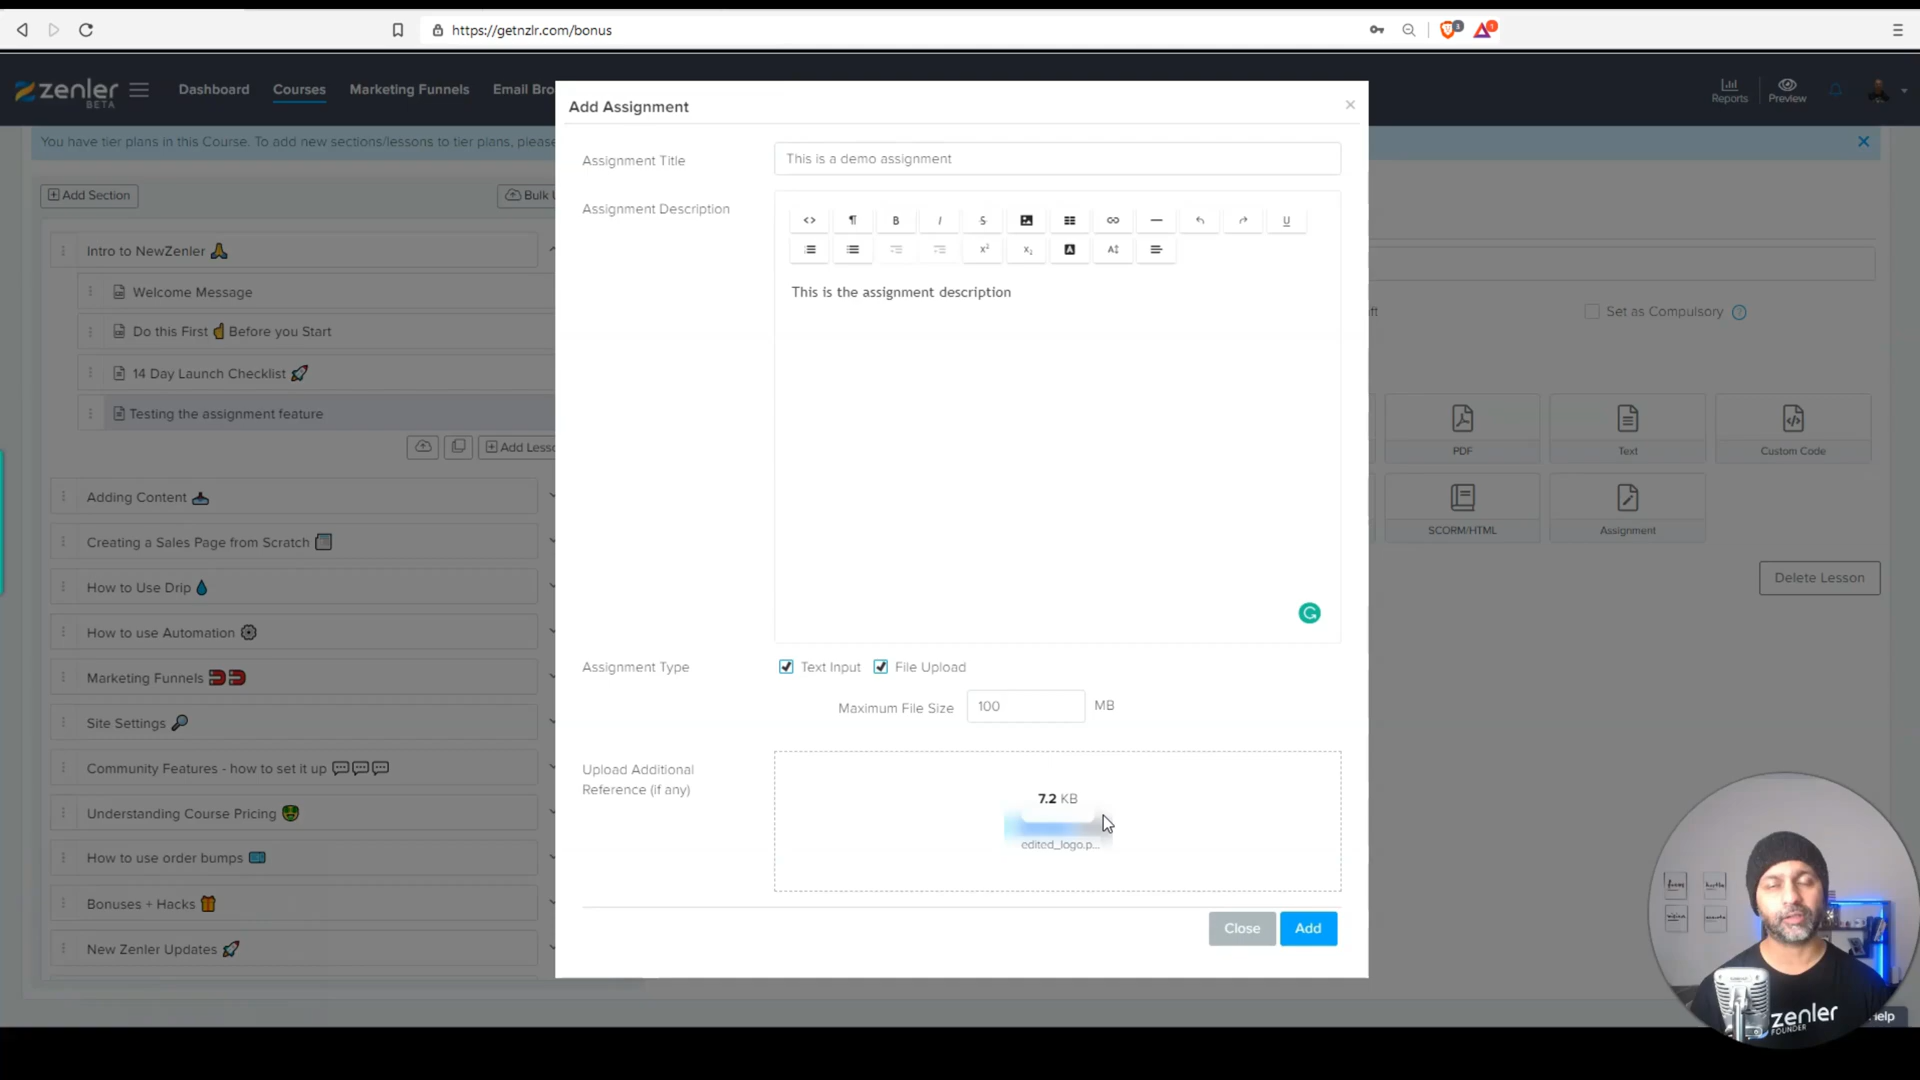 https://getnzlr.com/bonus
3
1
zenler
BETA
Dashboard
Courses
Marketing Funnels
Email Bro
Reports
Preview
You have tier plans in this Course. To add new sections/lessons to tier plans, please
Add Section
Bulk U
Intro to NewZenler
Welcome Message
Do this First Before you Start
14 Day Launch Checklist
Testing the assignment feature
Add Lesso
Adding Content
Creating a Sales Page from Scratch
How to Use Drip
How to use Automation
Marketing Funnels
Site Settings
Community Features - how to set it up
Understanding Course Pricing
How to use order bumps
Bonuses + Hacks
New Zenler Updates
Add Assignment
Assignment Title
This is a demo assignment
Assignment Description
This is the assignment description
Assignment Type
Text Input
File Upload
Maximum File Size
100
MB
Upload Additional
Reference (if any)
7.2 KB
edited_logo.p...
Close
Add
ft
Set as Compulsory
PDF
Text
Custom Code
SCORM/HTML
Assignment
Delete Lesson
zenler
FOUNDER
elp